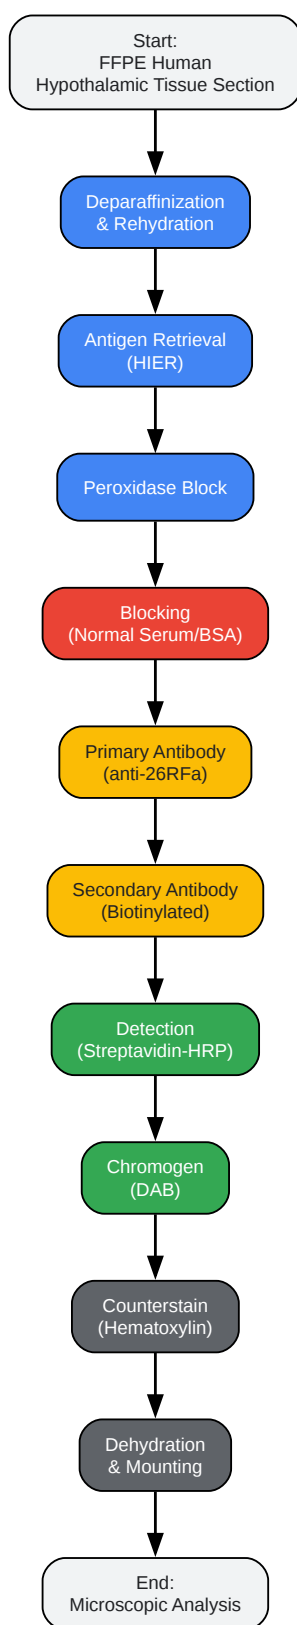 Start:
FFPE Human
Hypothalamic Tissue Section
Deparaffinization
& Rehydration
Antigen Retrieval
(HIER)
Peroxidase Block
Blocking
(Normal Serum/BSA)
Primary Antibody
(anti-26RFa)
Secondary Antibody
(Biotinylated)
Detection
(Streptavidin-HRP)
Chromogen
(DAB)
Counterstain
(Hematoxylin)
Dehydration
& Mounting
End:
Microscopic Analysis